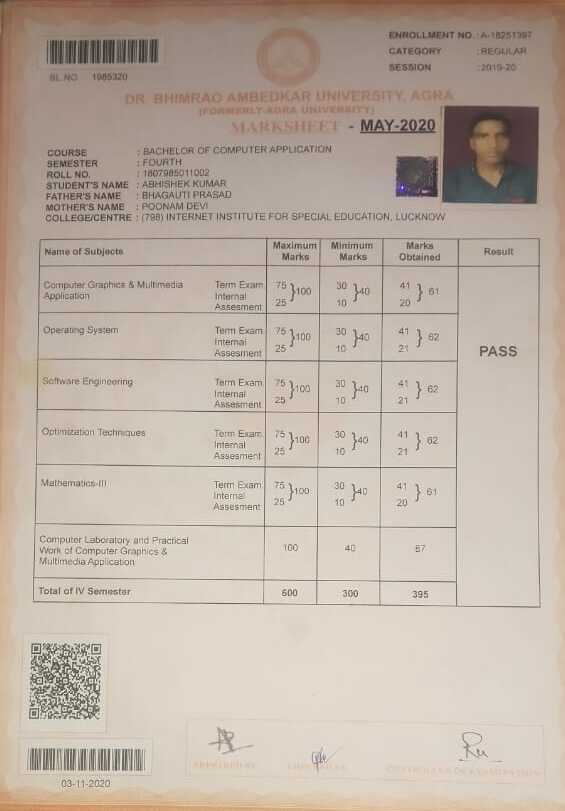 ENROLLMENT NO. : A-18251397
CATEGORY : REGULAR
SL.NO 1985320
SESSION : 2019-20
DR. BHIMRAO AMBEDKAR UNIVERSITY, AGRA
(FORMERLY-AGRA UNIVERSITY)
MARKSHEET - MAY-2020
COURSE : BACHELOR OF COMPUTER APPLICATION
SEMESTER : FOURTH
ROLL NO. : 1807985011002
STUDENT'S NAME : ABHISHEK KUMAR
FATHER'S NAME : BHAGAUTI PRASAD
MOTHER'S NAME : POONAM DEVI
COLLEGE/CENTRE : (798) INTERNET INSTITUTE FOR SPECIAL EDUCATION, LUCKNOW
Name of Subjects Maximum Marks Minimum Marks Marks Obtained Result
Computer Graphics & Multimedia Term Exam. 75 }100 30 }40 41 } 61
Application Internal Assesment 25 10 20
Operating System Term Exam. 75 }100 30 }40 41 } 62
Internal Assesment 25 10 21
PASS
Software Engineering Term Exam. 75 }100 30 }40 41 } 62
Internal Assesment 25 10 21
Optimization Techniques Term Exam. 75 }100 30 }40 41 } 62
Internal Assesment 25 10 21
Mathematics-III Term Exam. 75 }100 30 }40 41 } 61
Internal Assesment 25 10 20
Computer Laboratory and Practical
Work of Computer Graphics & 100 40 87
Multimedia Application
Total of IV Semester 600 300 395
PREPARED BY CONTROLLER OF EXAMINATION
03-11-2020